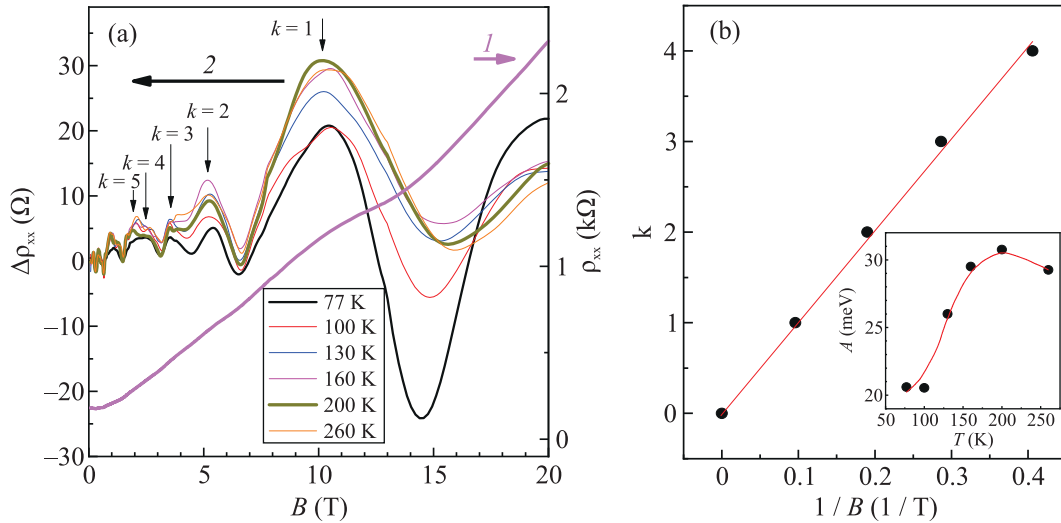 (a)
k = 1
1
2
k = 2
k = 3
k = 4
k = 5
30
20
10
0
−10
−20
−30
Δρxx (Ω)
2
1
0
ρxx (kΩ)
77 K
100 K
130 K
160 K
200 K
260 K
0
5
10
15
20
B (T)
(b)
4
3
2
1
0
k
0
0.1
0.2
0.3
0.4
1 / B (1 / T)
30
25
20
A (meV)
50
100
150
200
250
T (K)